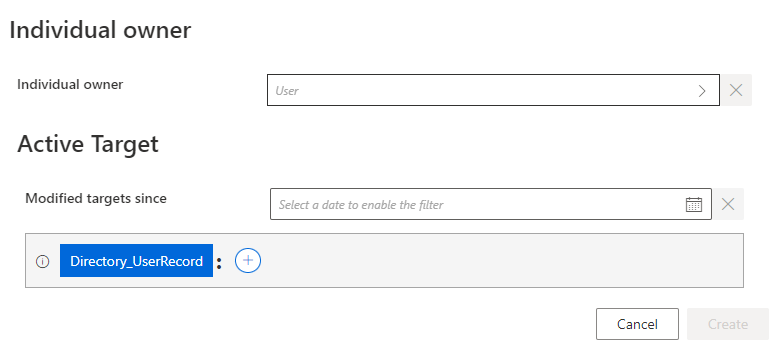 Individual owner
Individual owner
User
Active Target
Modified targets since
Select a date to enable the filter
Directory_UserRecord :
Cancel
Create